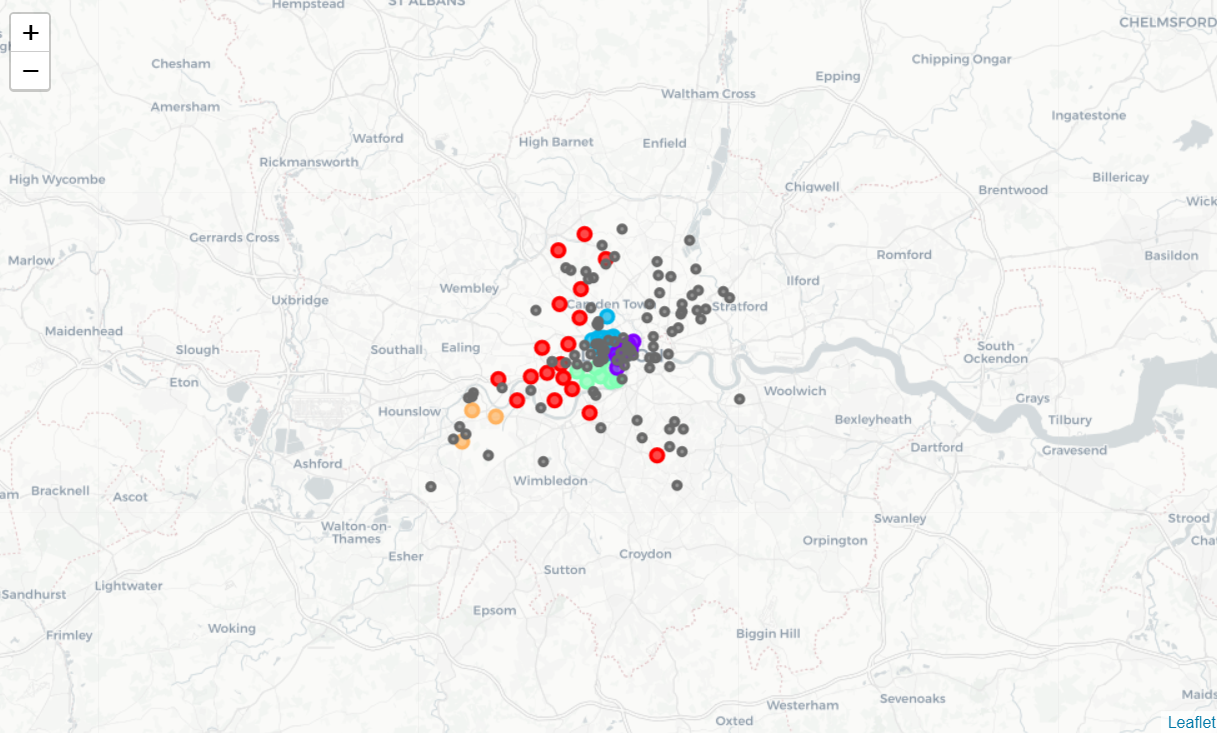 +
−
Hempstead
ST ALBANS
CHELMSFORD
Chesham
Chipping Ongar
Epping
Waltham Cross
Amersham
Ingatestone
Watford
High Barnet
Enfield
Rickmansworth
High Wycombe
Billericay
Chigwell
Brentwood
Wick
Gerrards Cross
Romford
Basildon
Marlow
Ilford
Wembley
Uxbridge
Stratford
Maidenhead
Southall
Ealing
Slough
South
Ockendon
Eton
Woolwich
Grays
Hounslow
Bexleyheath
Tilbury
Dartford
Gravesend
Ashford
Wimbledon
Bracknell
Ascot
Swanley
Strood
Walton-on-
Thames
Orpington
Esher
Croydon
Sutton
Lightwater
Sandhurst
Epsom
Woking
Frimley
Biggin Hill
Sevenoaks
Maids
Westerham
Oxted
Leaflet